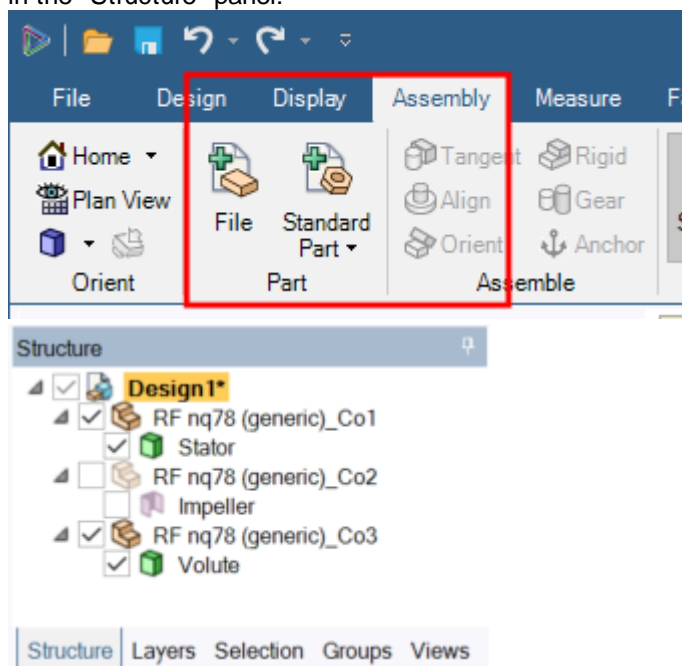 in the "Structure" panel.
File Design Display Assembly Measure
Home Tangent Rigid
Plan View File Standard Part Align Gear
Orient Anchor
Orient Part Assemble
Structure
Design1*
RF nq78 (generic)_Co1
Stator
RF nq78 (generic)_Co2
Impeller
RF nq78 (generic)_Co3
Volute
Structure Layers Selection Groups Views